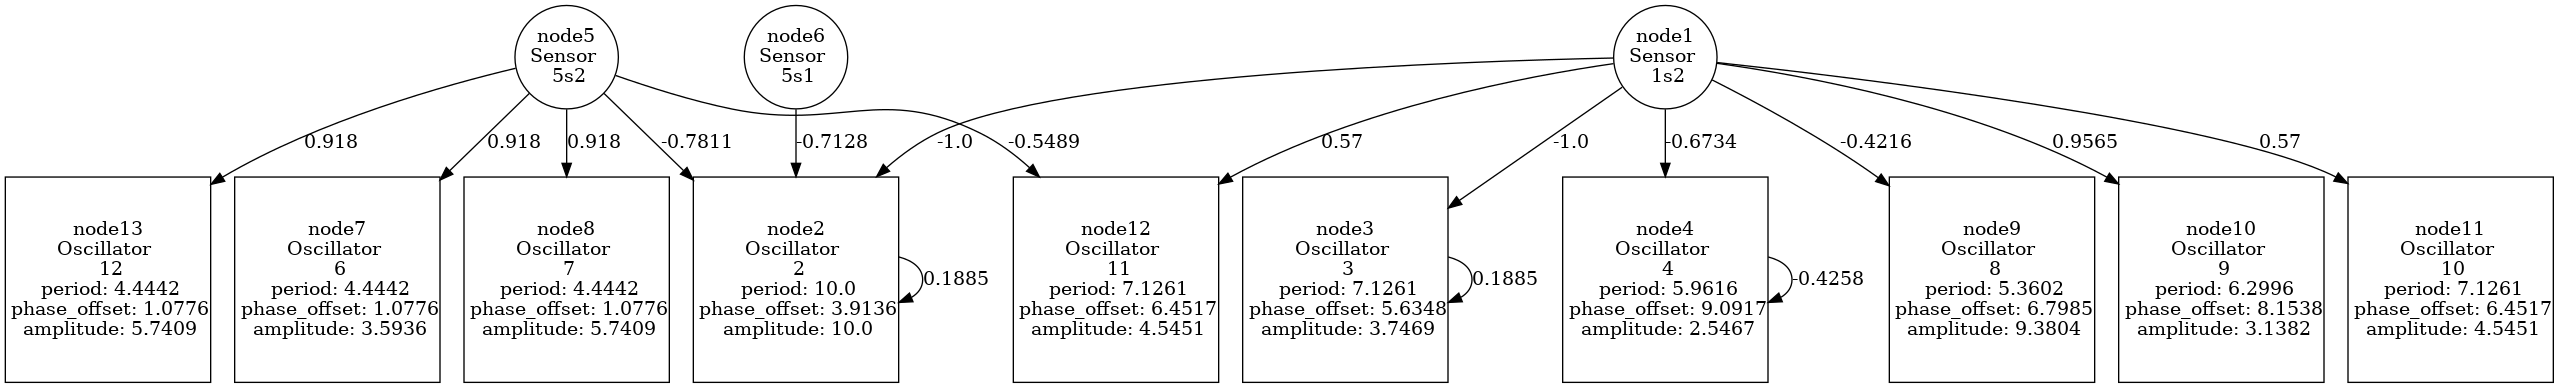 node5
Sensor
5s2
node6
Sensor
5s1
node1
Sensor
1s2
0.918
0.918
0.918
-0.7811
-0.7128
-1.0
-0.5489
0.57
-1.0
-0.6734
-0.4216
0.9565
0.57
node13
Oscillator
12
period: 4.4442
phase_offset: 1.0776
amplitude: 5.7409
node7
Oscillator
6
period: 4.4442
phase_offset: 1.0776
amplitude: 3.5936
node8
Oscillator
7
period: 4.4442
phase_offset: 1.0776
amplitude: 5.7409
node2
Oscillator
2
period: 10.0
phase_offset: 3.9136
amplitude: 10.0
0.1885
node12
Oscillator
11
period: 7.1261
phase_offset: 6.4517
amplitude: 4.5451
node3
Oscillator
3
period: 7.1261
phase_offset: 5.6348
amplitude: 3.7469
0.1885
node4
Oscillator
4
period: 5.9616
phase_offset: 9.0917
amplitude: 2.5467
-0.4258
node9
Oscillator
8
period: 5.3602
phase_offset: 6.7985
amplitude: 9.3804
node10
Oscillator
9
period: 6.2996
phase_offset: 8.1538
amplitude: 3.1382
node11
Oscillator
10
period: 7.1261
phase_offset: 6.4517
amplitude: 4.5451